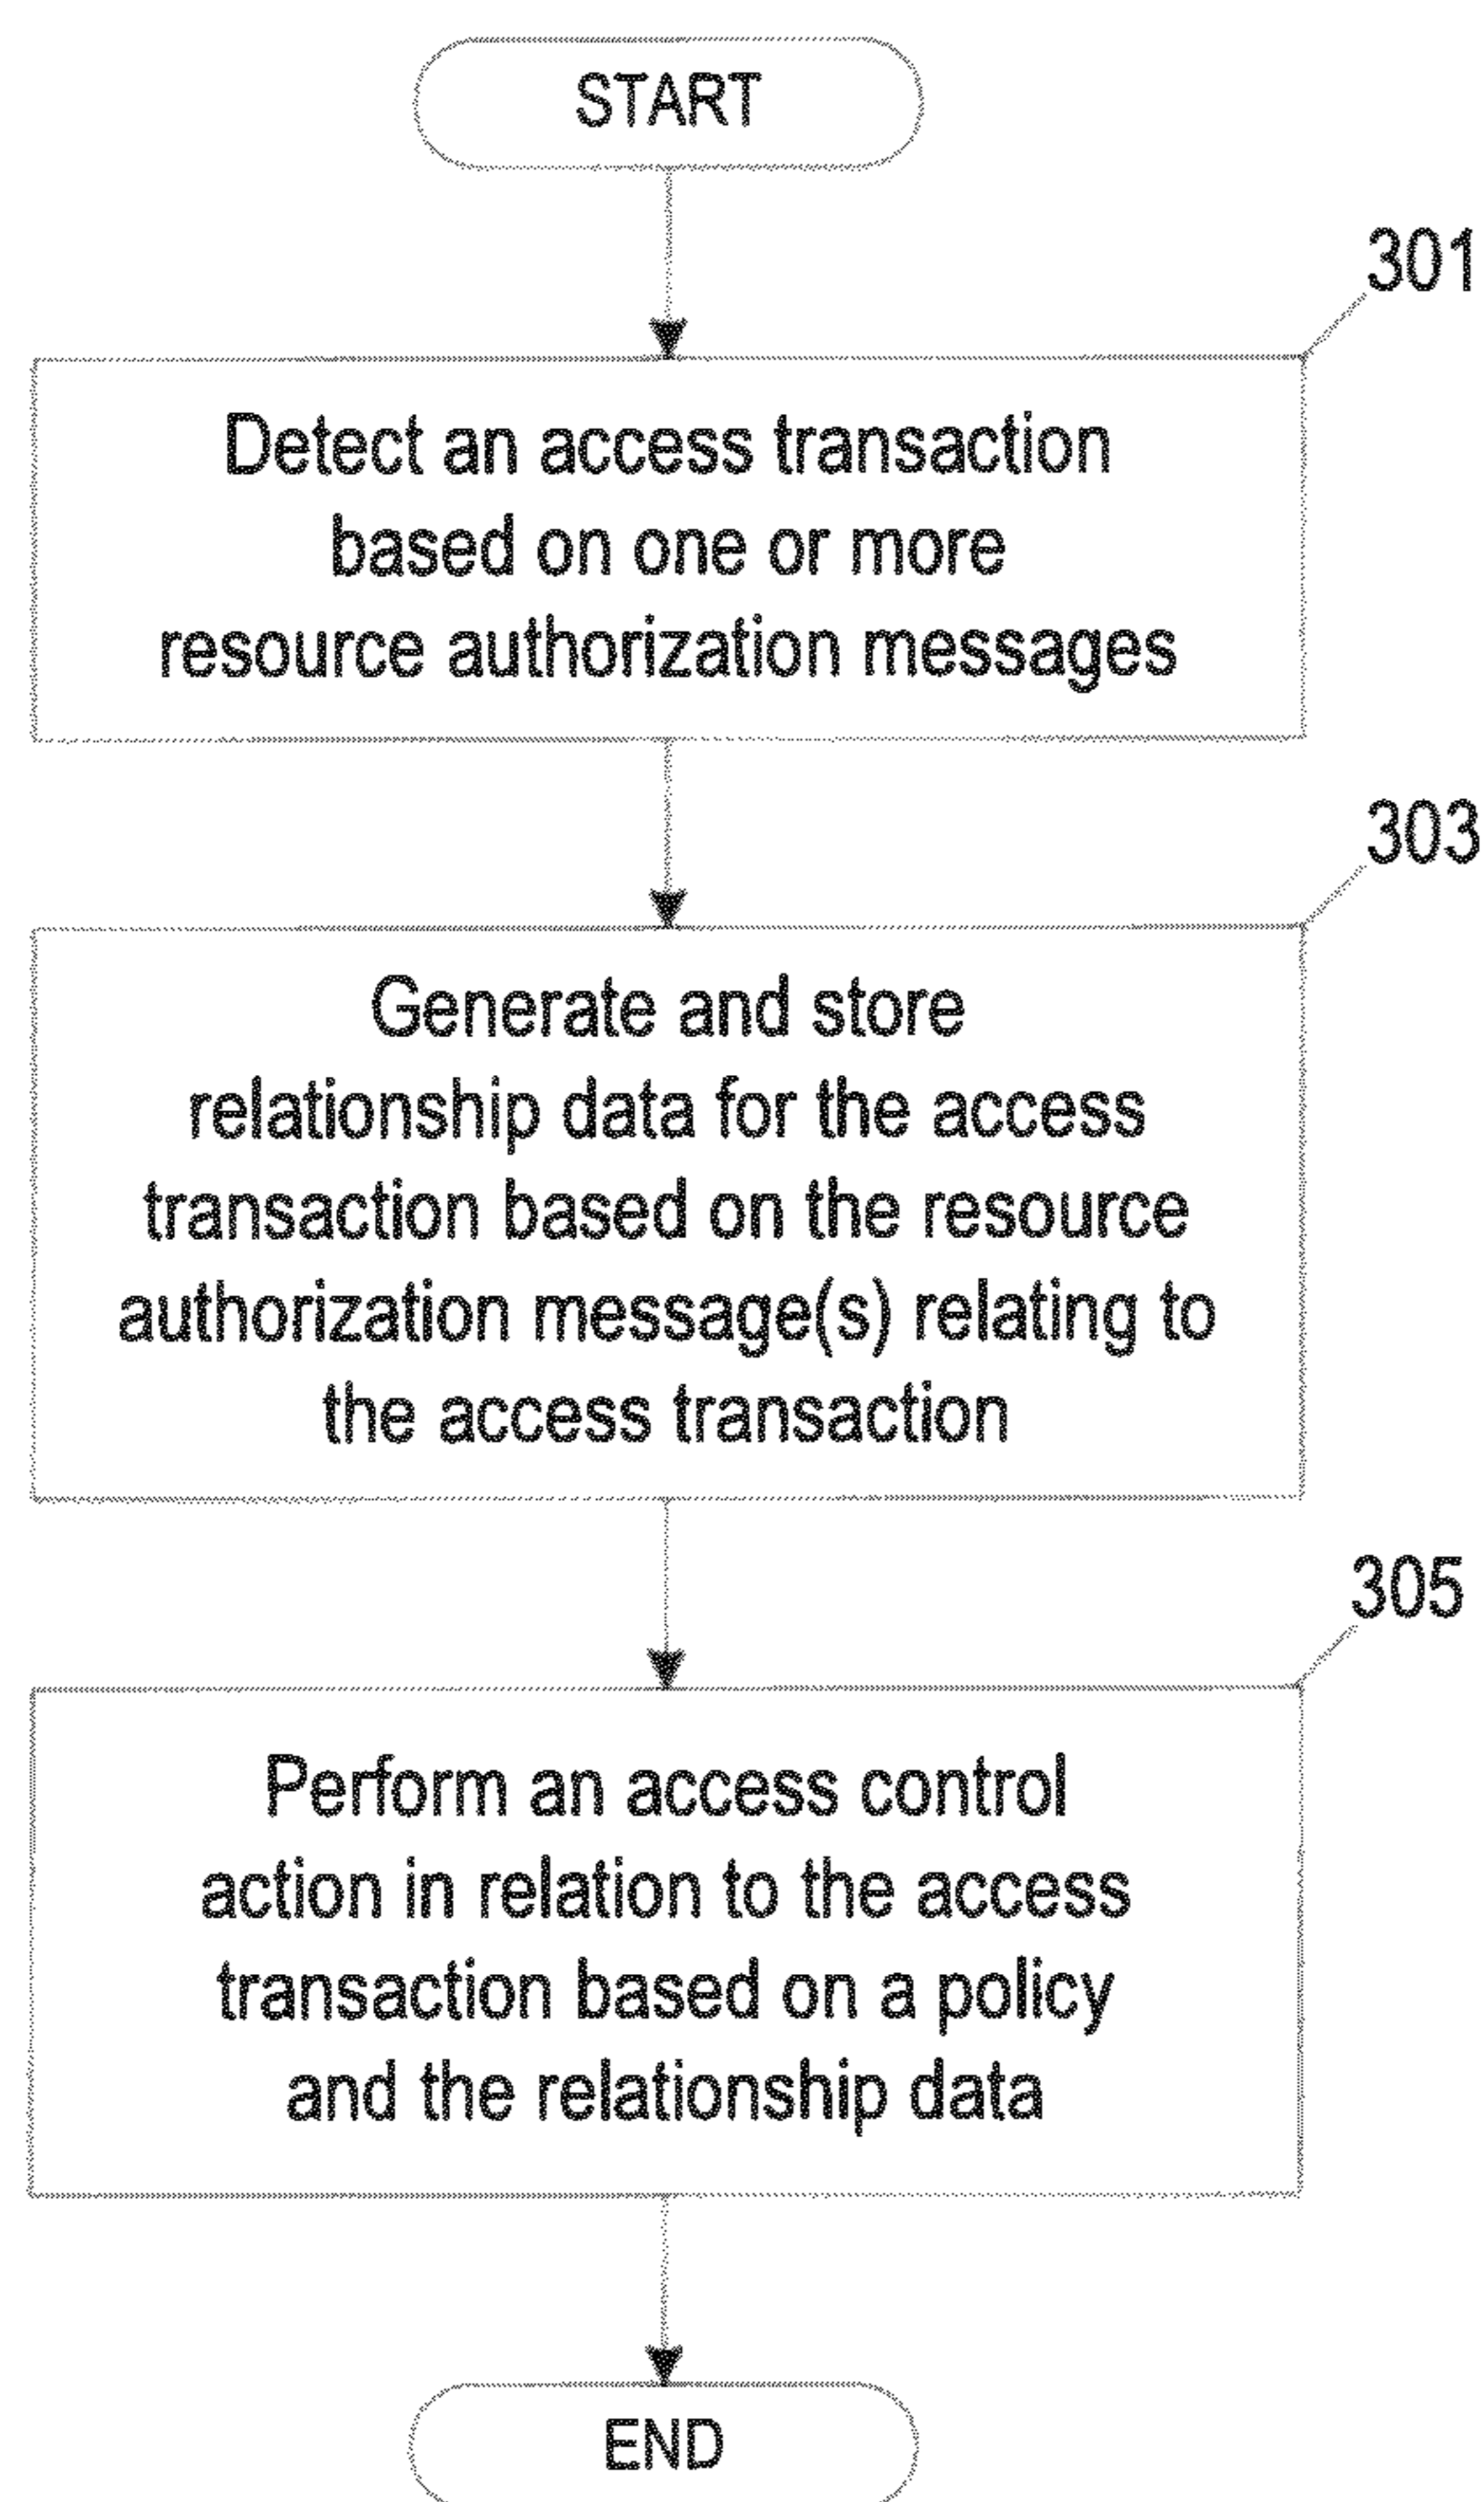 START
301
Detect an access transaction
based on one or more
resource authorization messages
303
Generate and store
relationship data for the access
transaction based on the resource
authorization message(s) relating to
the access transaction
305
Perform an access control
action in relation to the access
transaction based on a policy
and the relationship data
END